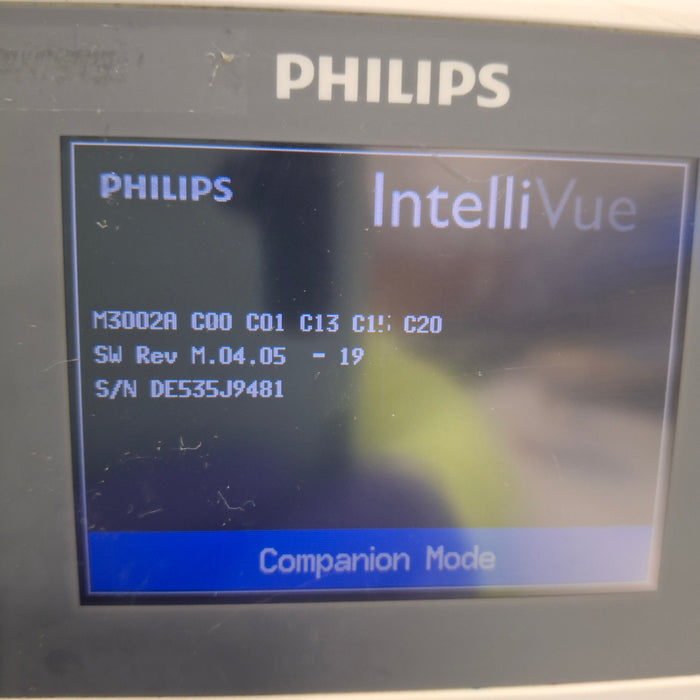 PHILIPS
PHILIPS IntelliVue
M3002A C00 C01 C13 C20
SW Rev M.04.05 - 19
S/N DE535J9481
Companion Mode